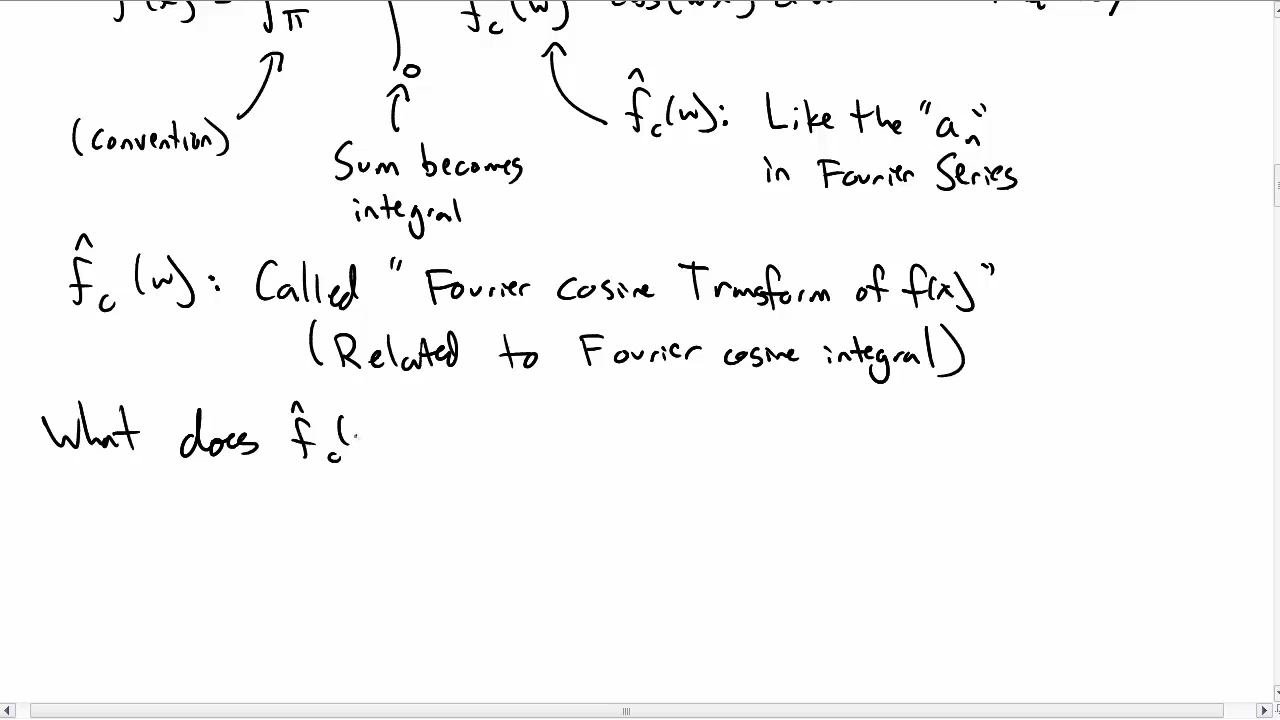 √π f̂c(w)
0
(convention)
Sum becomes
integral
f̂c(w): Like the "an"
in Fourier Series
f̂c(w): Called "Fourier cosine Transform of f(x)"
(Related to Fourier cosine integral)
What does f̂c(